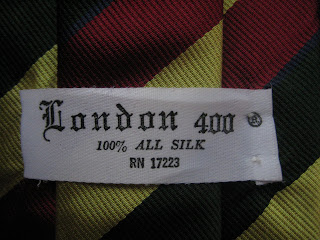 London 400®
100% ALL SILK
RN 17223